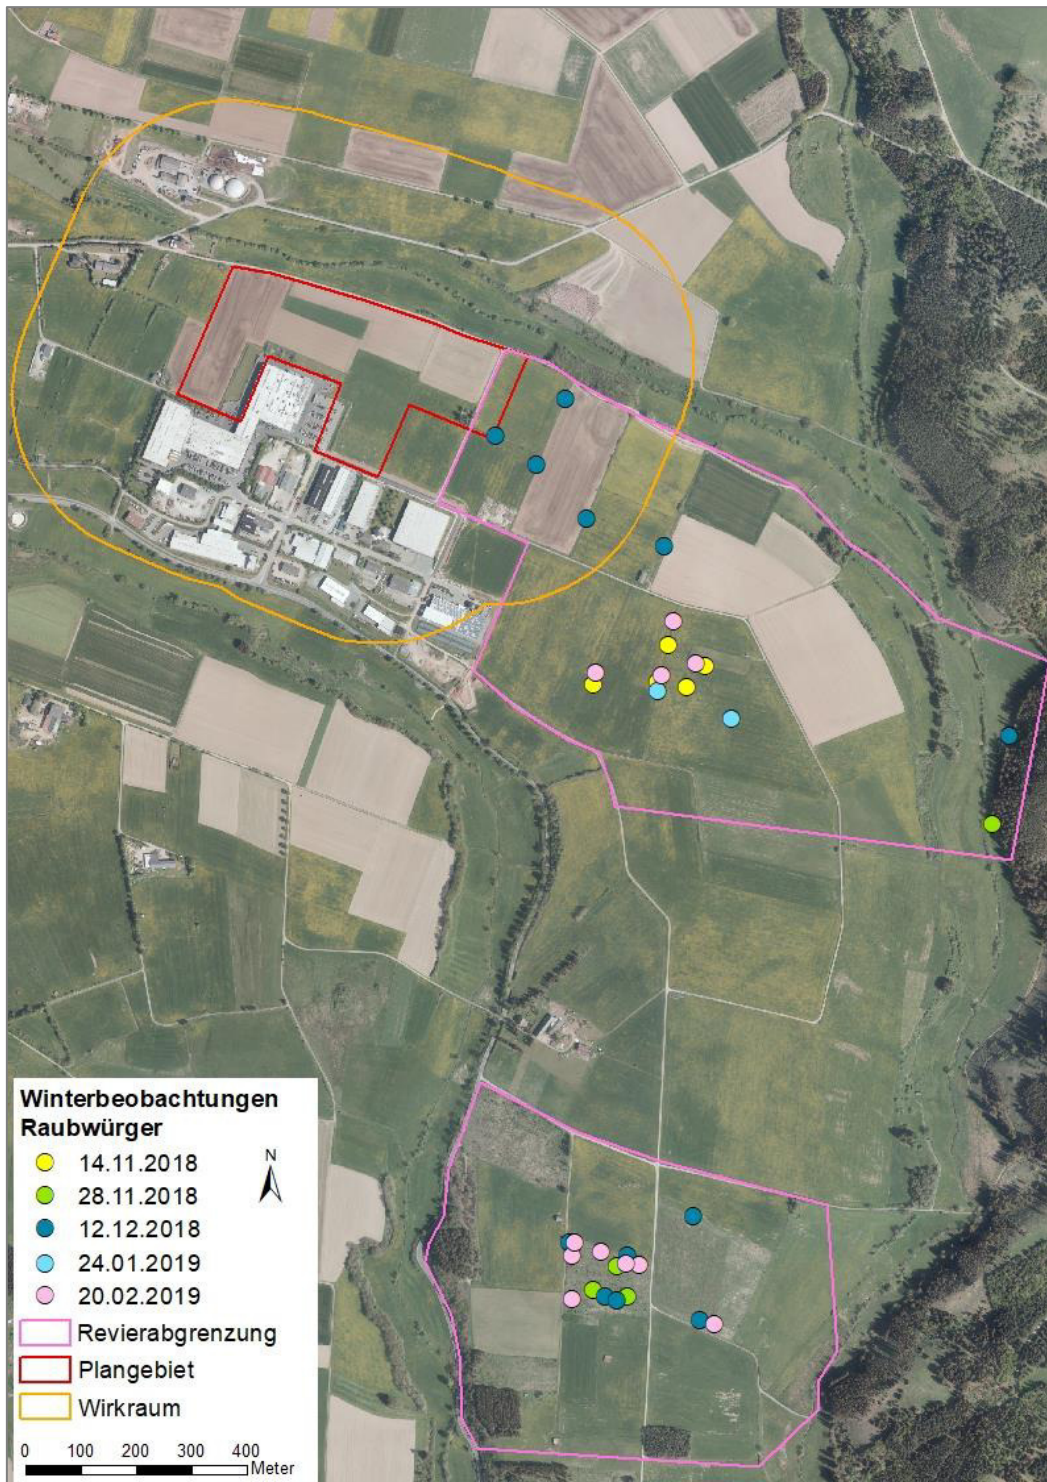 Winterbeobachtungen
Raubwürger
N
14.11.2018
28.11.2018
12.12.2018
24.01.2019
20.02.2019
Revierabgrenzung
Plangebiet
Wirkraum
0 100 200 300 400
Meter